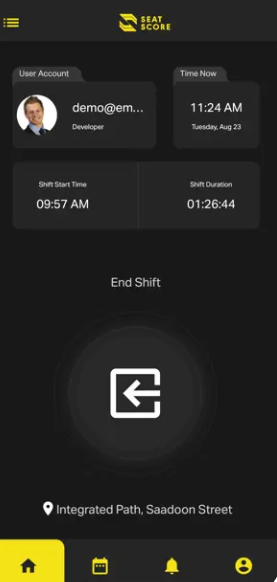 SEAT
SCORE
User Account
Time Now
demo@em...
Developer
11:24 AM
Tuesday, Aug 23
Shift Start Time
Shift Duration
09:57 AM
01:26:44
End Shift
Integrated Path, Saadoon Street